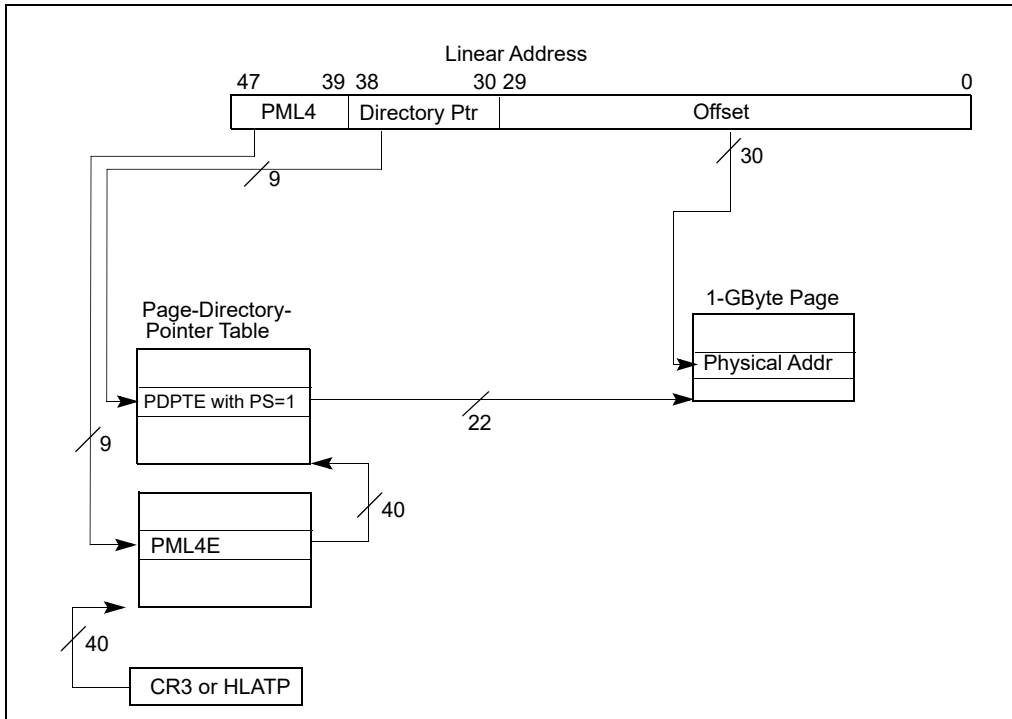 Linear Address
47 39 38 30 29 0
PML4 Directory Ptr Offset
9
30
Page-Directory-
Pointer Table
1-GByte Page
Physical Addr
PDPTE with PS=1
22
9
40
PML4E
40
CR3 or HLATP